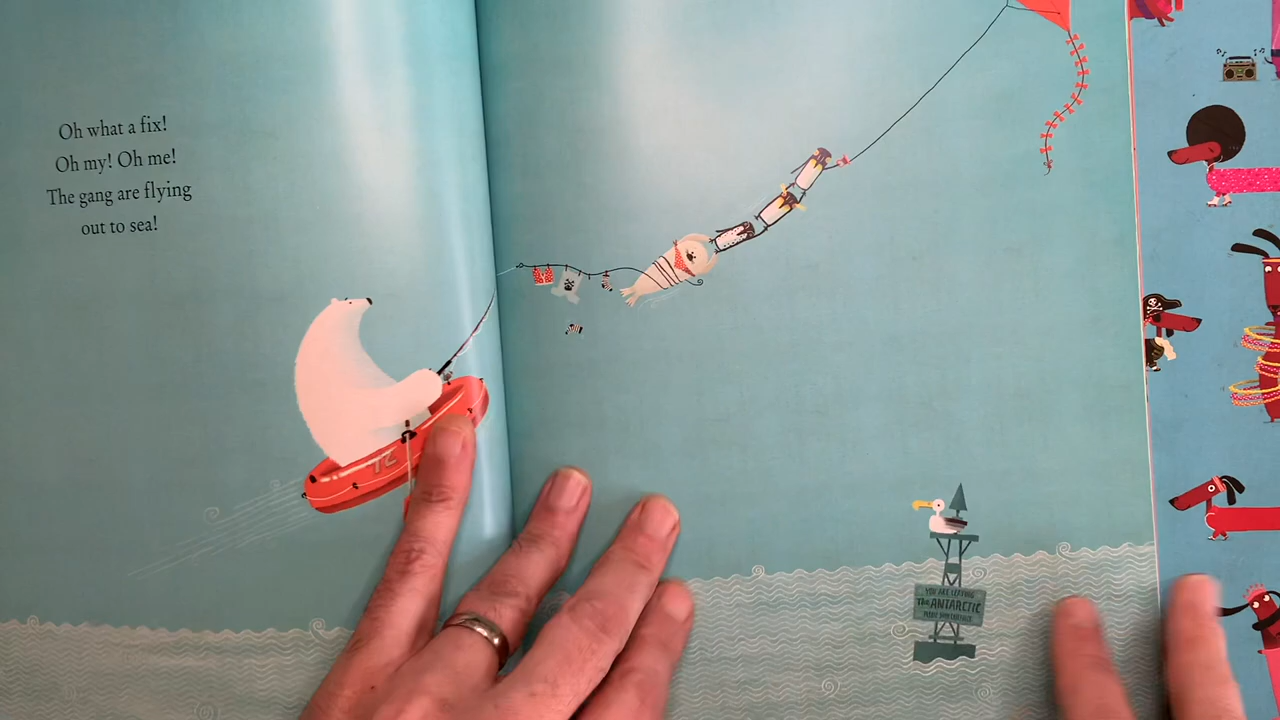 Oh what a fix!
Oh my! Oh me!
The gang are flying
out to sea!
YOU ARE LEAVING
The ANTARCTIC